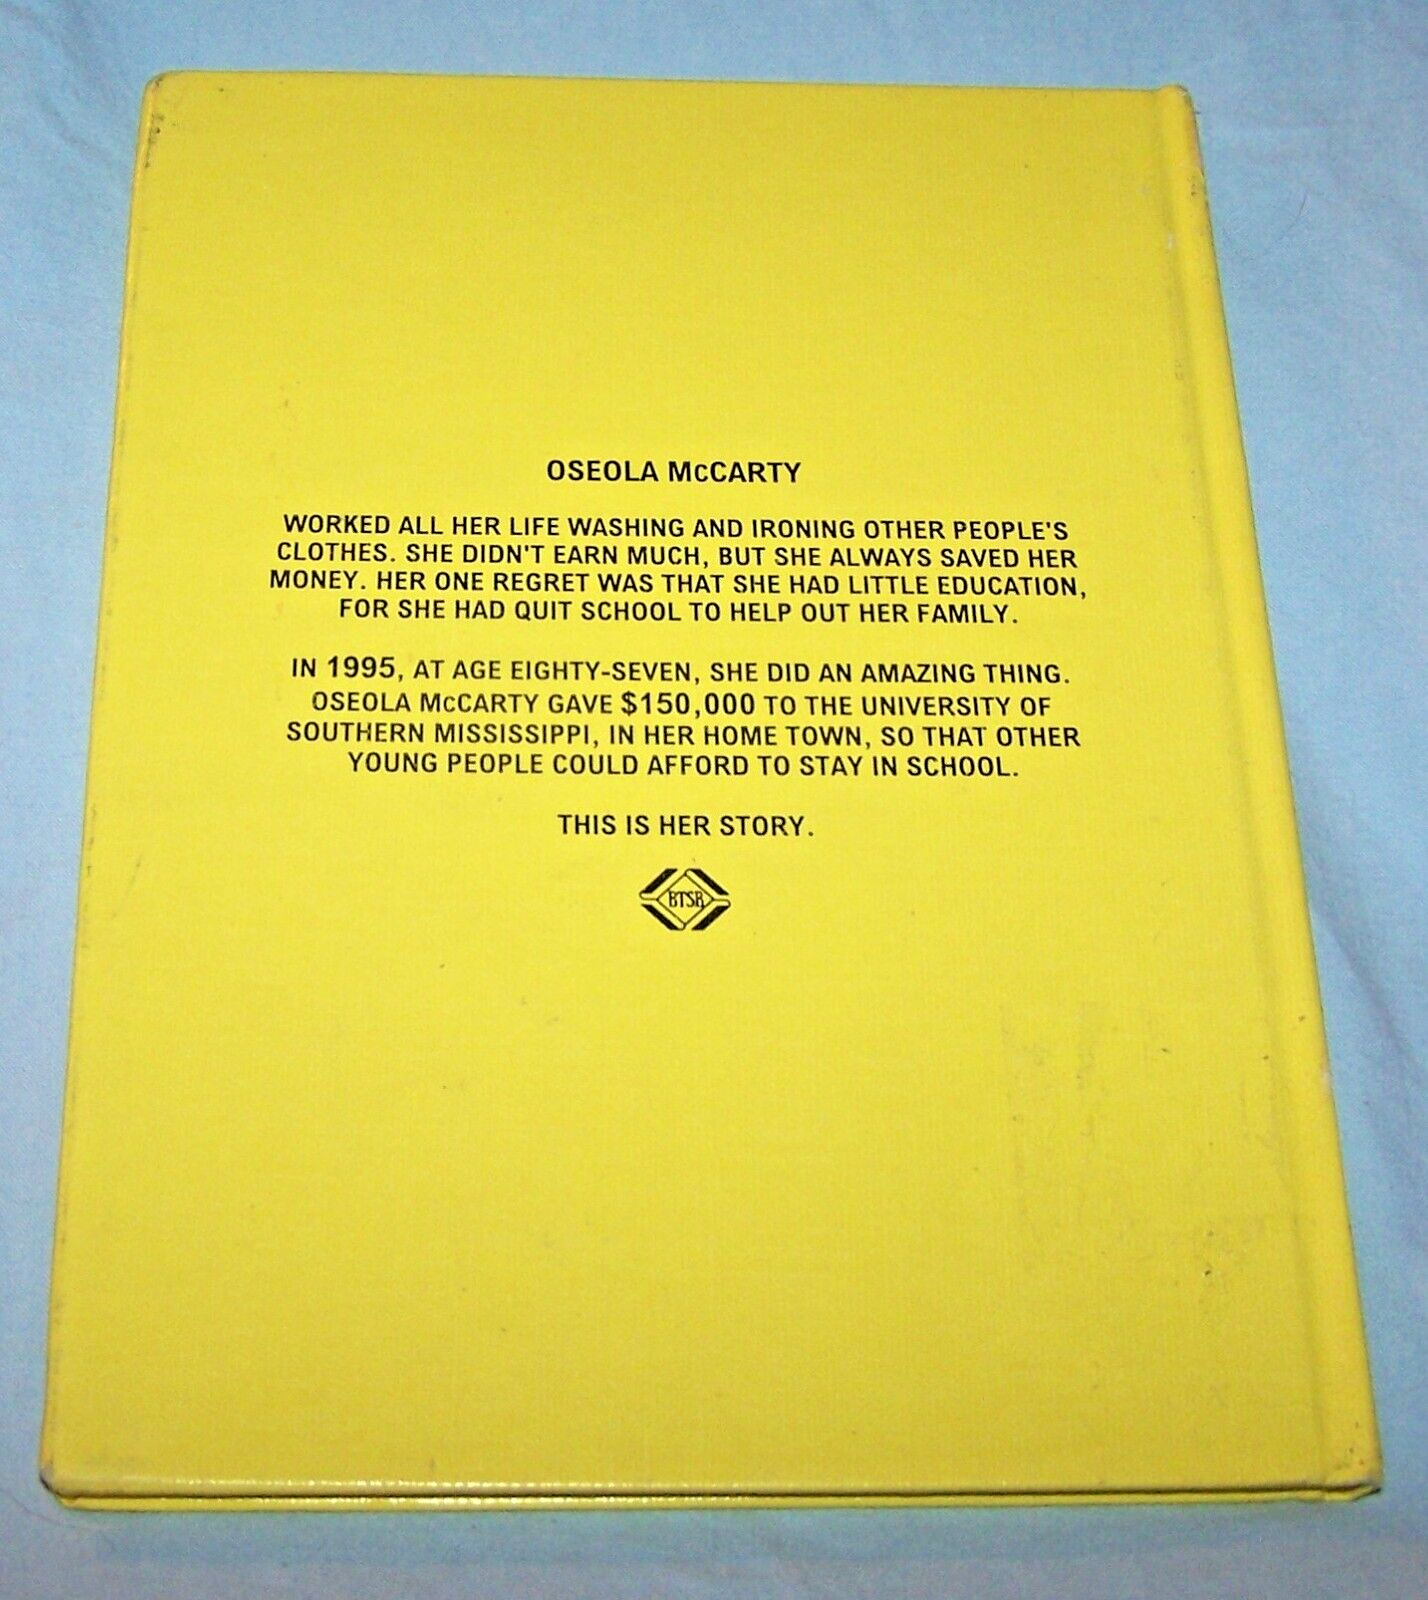 OSEOLA McCARTY
WORKED ALL HER LIFE WASHING AND IRONING OTHER PEOPLE'S
CLOTHES. SHE DIDN'T EARN MUCH, BUT SHE ALWAYS SAVED HER
MONEY. HER ONE REGRET WAS THAT SHE HAD LITTLE EDUCATION,
FOR SHE HAD QUIT SCHOOL TO HELP OUT HER FAMILY.
IN 1995, AT AGE EIGHTY-SEVEN, SHE DID AN AMAZING THING.
OSEOLA McCARTY GAVE $150,000 TO THE UNIVERSITY OF
SOUTHERN MISSISSIPPI, IN HER HOME TOWN, SO THAT OTHER
YOUNG PEOPLE COULD AFFORD TO STAY IN SCHOOL.
THIS IS HER STORY.
BTSB